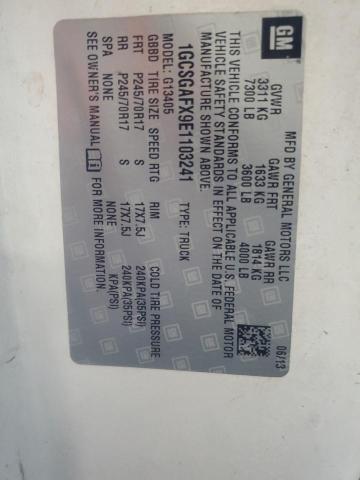 GM
MFD BY GENERAL MOTORS LLC 06/13
GVWR GAWR FRT GAWR RR
3311 KG 1633 KG 1814 KG
7300 LB 3600 LB 4000 LB
THIS VEHICLE CONFORMS TO ALL APPLICABLE U.S. FEDERAL MOTOR
VEHICLE SAFETY STANDARDS IN EFFECT ON THE DATE OF
MANUFACTURE SHOWN ABOVE.
1GCSGAFX9E1103241 TYPE: TRUCK
GBBD MODEL: G13405
TIRE SIZE SPEED RTG RIM COLD TIRE PRESSURE
FRT P245/70R17 S 17X7.5J 240KPA(35PSI)
RR P245/70R17 S 17X7.5J 240KPA(35PSI)
SPA NONE NONE KPA(PSI)
SEE OWNER'S MANUAL FOR MORE INFORMATION.